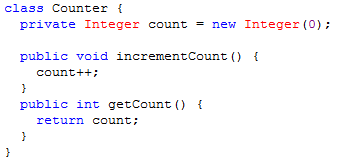 class Counter {
  private Integer count = new Integer(0);

  public void incrementCount() {
    count++;
  }
  public int getCount() {
    return count;
  }
}